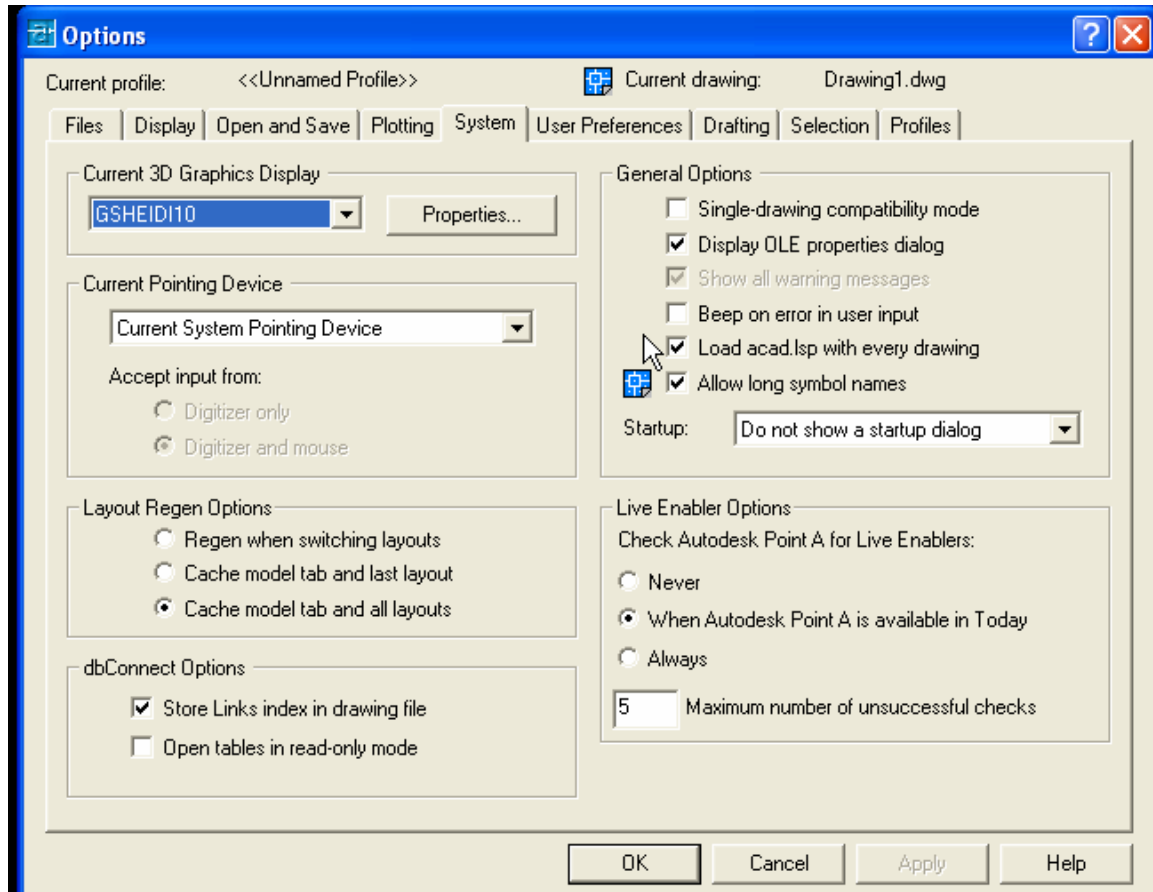 Options
Current profile: <<Unnamed Profile>> Current drawing: Drawing1.dwg
Files Display Open and Save Plotting System User Preferences Drafting Selection Profiles
Current 3D Graphics Display
GSHEIDI10 Properties...
Current Pointing Device
Current System Pointing Device
Accept input from:
Digitizer only
Digitizer and mouse
Layout Regen Options
Regen when switching layouts
Cache model tab and last layout
Cache model tab and all layouts
dbConnect Options
Store Links index in drawing file
Open tables in read-only mode
General Options
Single-drawing compatibility mode
Display OLE properties dialog
Show all warning messages
Beep on error in user input
Load acad.lsp with every drawing
Allow long symbol names
Startup: Do not show a startup dialog
Live Enabler Options
Check Autodesk Point A for Live Enablers:
Never
When Autodesk Point A is available in Today
Always
5 Maximum number of unsuccessful checks
OK Cancel Apply Help